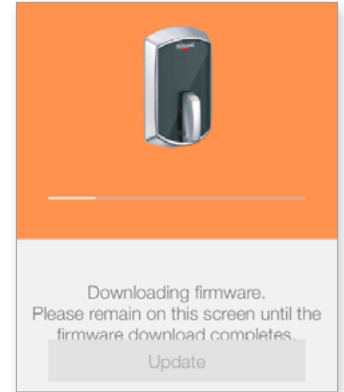 Downloading firmware.
Please remain on this screen until the
firmware download completes.
Update